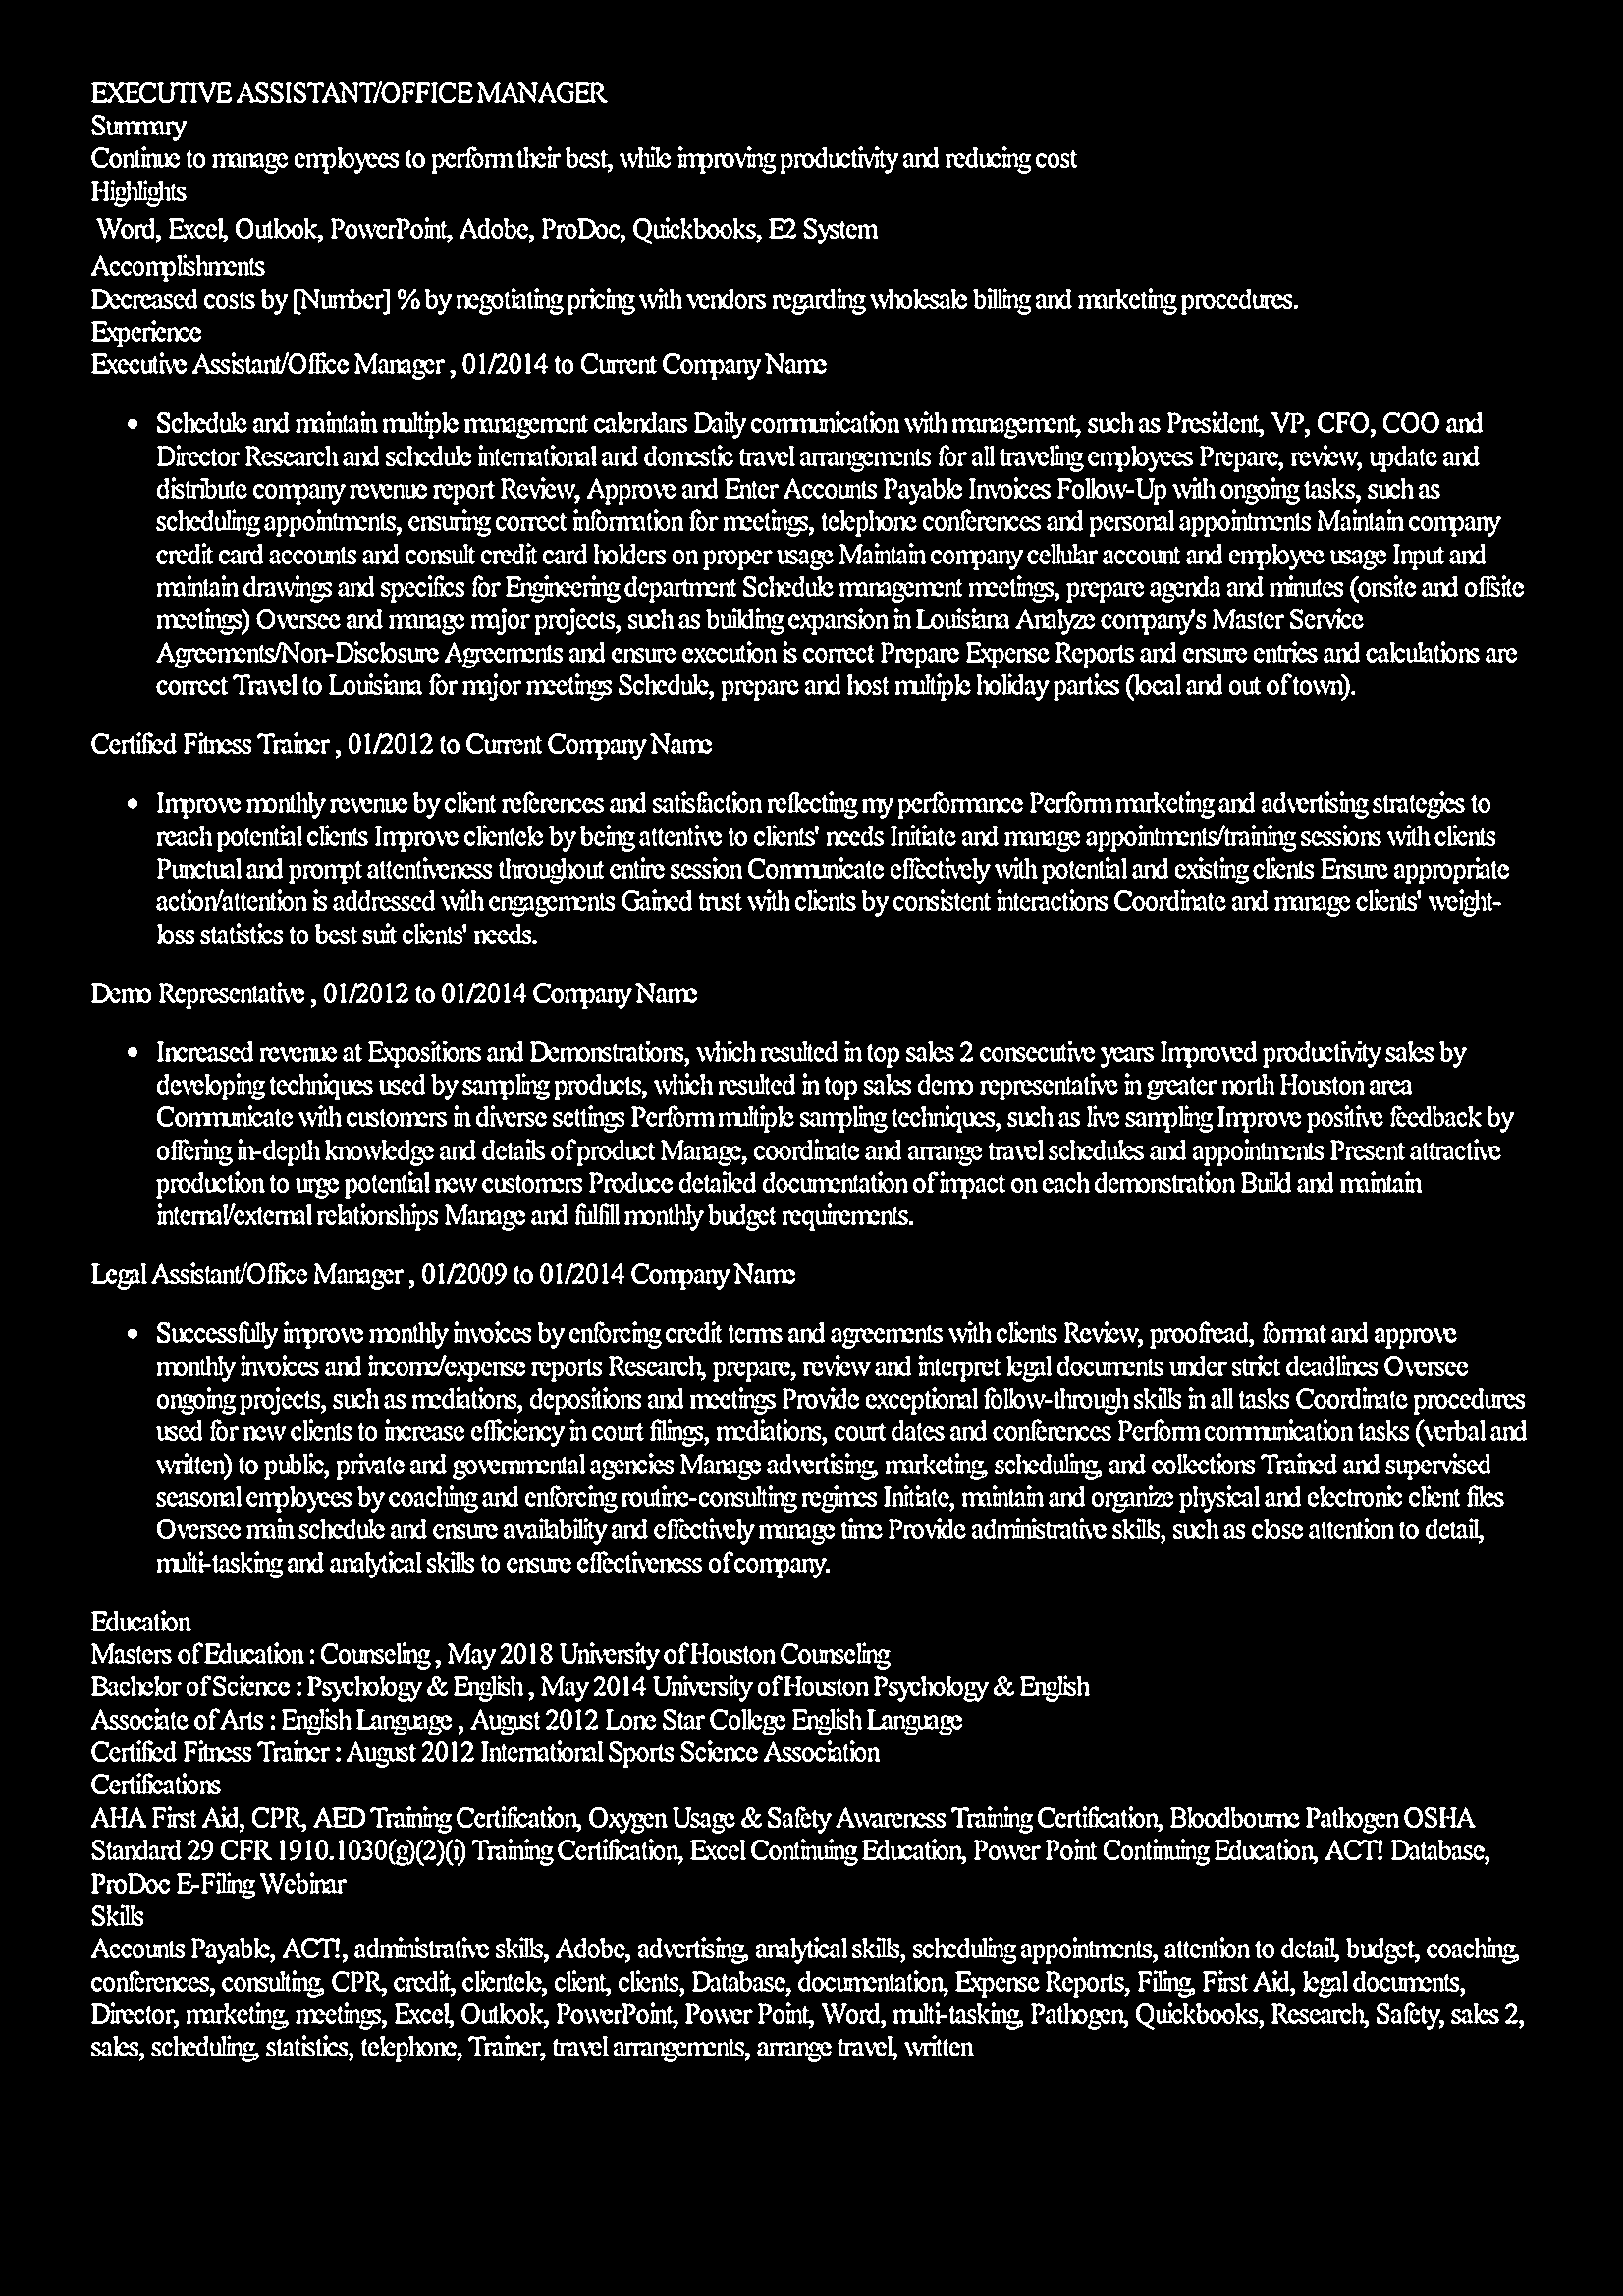 EXECUTIVE ASSISTANT/OFFICE MANAGER
Summary
Continue to manage employees to perform their best, while improving productivity and reducing cost
Highlights
Word, Excel, Outlook, PowerPoint, Adobe, ProDoc, Quickbooks, E2 System
Accomplishments
Decreased costs by [Number] % by negotiating pricing with vendors regarding wholesale billing and marketing procedures.
Experience
Executive Assistant/Office Manager , 01/2014 to Current Company Name
• Schedule and maintain multiple management calendars Daily communication with management, such as President, VP, CFO, COO and
Director Research and schedule international and domestic travel arrangements for all traveling employees Prepare, review, update and
distribute company revenue report Review, Approve and Enter Accounts Payable Invoices Follow-Up with ongoing tasks, such as
scheduling appointments, ensuring correct information for meetings, telephone conferences and personal appointments Maintain company
credit card accounts and consult credit card holders on proper usage Maintain company cellular account and employee usage Input and
maintain drawings and specifics for Engineering department Schedule management meetings, prepare agenda and minutes (onsite and offsite
meetings) Oversee and manage major projects, such as building expansion in Louisiana Analyze company's Master Service
Agreements/Non-Disclosure Agreements and ensure execution is correct Prepare Expense Reports and ensure entries and calculations are
correct Travel to Louisiana for major meetings Schedule, prepare and host multiple holiday parties (local and out of town).
Certified Fitness Trainer , 01/2012 to Current Company Name
• Improve monthly revenue by client references and satisfaction reflecting my performance Perform marketing and advertising strategies to
reach potential clients Improve clientele by being attentive to clients' needs Initiate and manage appointments/training sessions with clients
Punctual and prompt attentiveness throughout entire session Communicate effectively with potential and existing clients Ensure appropriate
action/attention is addressed with engagements Gained trust with clients by consistent interactions Coordinate and manage clients' weight-
loss statistics to best suit clients' needs.
Demo Representative , 01/2012 to 01/2014 Company Name
• Increased revenue at Expositions and Demonstrations, which resulted in top sales 2 consecutive years Improved productivity sales by
developing techniques used by sampling products, which resulted in top sales demo representative in greater north Houston area
Communicate with customers in diverse settings Perform multiple sampling techniques, such as live sampling Improve positive feedback by
offering in-depth knowledge and details of product Manage, coordinate and arrange travel schedules and appointments Present attractive
production to urge potential new customers Produce detailed documentation of impact on each demonstration Build and maintain
internal/external relationships Manage and fulfill monthly budget requirements.
Legal Assistant/Office Manager , 01/2009 to 01/2014 Company Name
• Successfully improve monthly invoices by enforcing credit terms and agreements with clients Review, proofread, format and approve
monthly invoices and income/expense reports Research, prepare, review and interpret legal documents under strict deadlines Oversee
ongoing projects, such as mediations, depositions and meetings Provide exceptional follow-through skills in all tasks Coordinate procedures
used for new clients to increase efficiency in court filings, mediations, court dates and conferences Perform communication tasks (verbal and
written) to public, private and governmental agencies Manage advertising, marketing, scheduling, and collections Trained and supervised
seasonal employees by coaching and enforcing routine-consulting regimes Initiate, maintain and organize physical and electronic client files
Oversee main schedule and ensure availability and effectively manage time Provide administrative skills, such as close attention to detail,
multi-tasking and analytical skills to ensure effectiveness of company.
Education
Masters of Education : Counseling , May 2018 University of Houston Counseling
Bachelor of Science : Psychology & English , May 2014 University of Houston Psychology & English
Associate of Arts : English Language , August 2012 Lone Star College English Language
Certified Fitness Trainer : August 2012 International Sports Science Association
Certifications
AHA First Aid, CPR, AED Training Certification, Oxygen Usage & Safety Awareness Training Certification, Bloodbourne Pathogen OSHA
Standard 29 CFR 1910.1030(g)(2)(i) Training Certification, Excel Continuing Education, Power Point Continuing Education, ACT! Database,
ProDoc E-Filing Webinar
Skills
Accounts Payable, ACT!, administrative skills, Adobe, advertising, analytical skills, scheduling appointments, attention to detail, budget, coaching,
conferences, consulting, CPR, credit, clientele, client, clients, Database, documentation, Expense Reports, Filing, First Aid, legal documents,
Director, marketing, meetings, Excel, Outlook, PowerPoint, Power Point, Word, multi-tasking, Pathogen, Quickbooks, Research, Safety, sales 2,
sales, scheduling, statistics, telephone, Trainer, travel arrangements, arrange travel, written